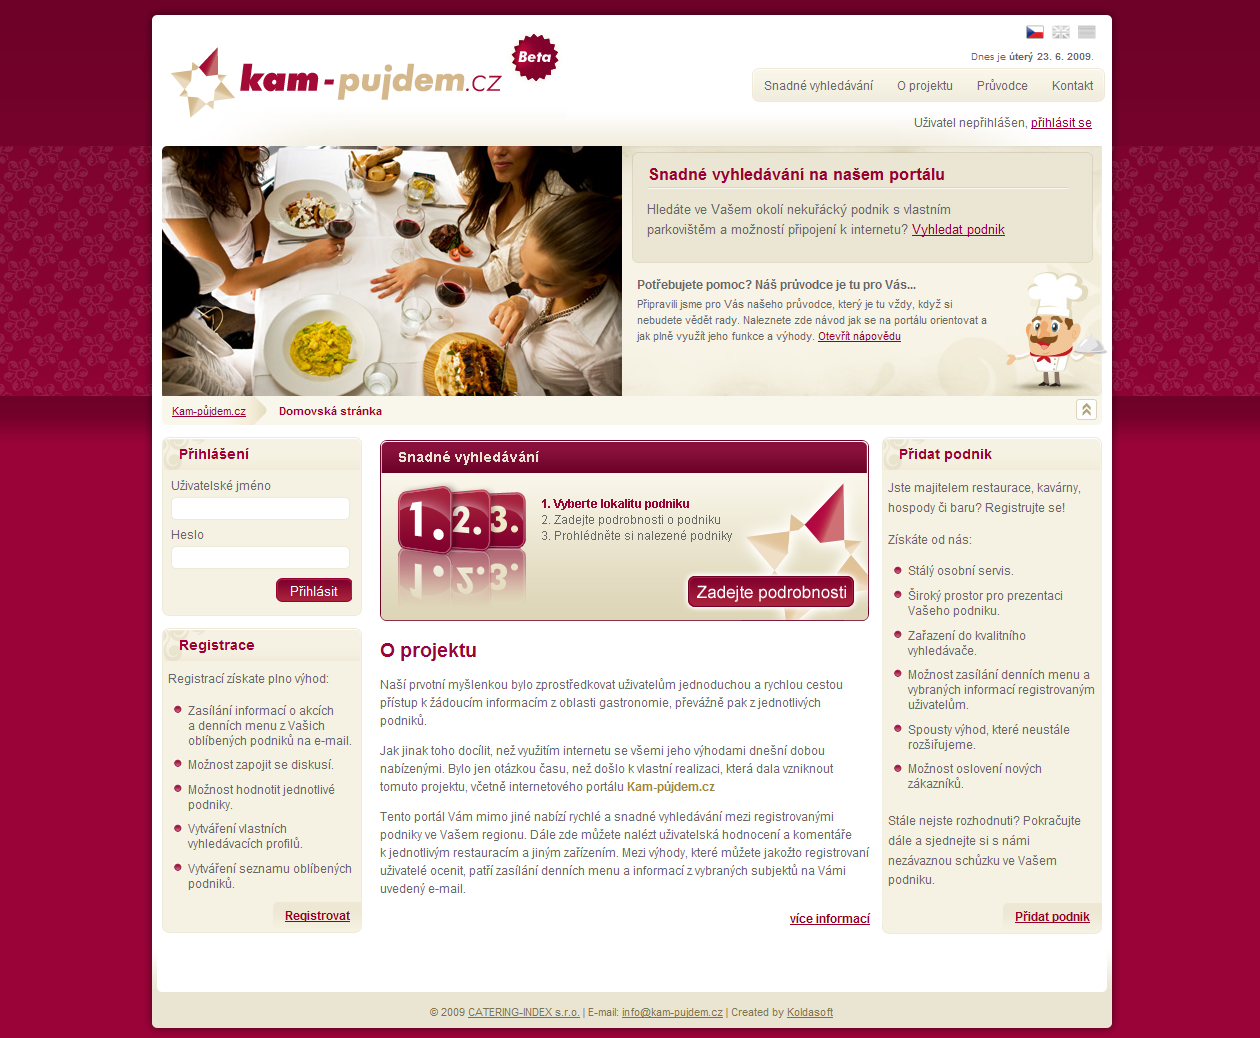 kam-pujdem.cz
Beta
Dnes je úterý 23. 6. 2009.
Snadné vyhledávání O projektu Průvodce Kontakt
Uživatel nepřihlášen, přihlásit se
Snadné vyhledávání na našem portálu
Hledáte ve Vašem okolí nekuřácký podnik s vlastním
parkovištěm a možností připojení k internetu? Vyhledat podnik
Potřebujete pomoc? Náš průvodce je tu pro Vás...
Připravili jsme pro Vás našeho průvodce, který je tu vždy, když si
nebudete vědět rady. Naleznete zde návod jak se na portálu orientovat a
jak plně využít jeho funkce a výhody. Otevřít nápovědu
Kam-půjdem.cz Domovská stránka
Přihlášení
Uživatelské jméno
Heslo
Přihlásit
Registrace
Registrací získate plno výhod:
Zasílání informací o akcích
a denních menu z Vašich
oblíbených podniků na e-mail.
Možnost zapojit se diskusí.
Možnost hodnotit jednotlivé
podniky.
Vytváření vlastních
vyhledávacích profilů.
Vytváření seznamu oblíbených
podniků.
Registrovat
Snadné vyhledávání
1. 2. 3.
1. Vyberte lokalitu podniku
2. Zadejte podrobnosti o podniku
3. Prohlédněte si nalezené podniky
Zadejte podrobnosti
O projektu
Naší prvotní myšlenkou bylo zprostředkovat uživatelům jednoduchou a rychlou cestou
přístup k žádoucím informacím z oblasti gastronomie, převážně pak z jednotlivých
podniků.
Jak jinak toho docílit, než využitím internetu se všemi jeho výhodami dnešní dobou
nabízenými. Bylo jen otázkou času, než došlo k vlastní realizaci, která dala vzniknout
tomuto projektu, včetně internetového portálu Kam-půjdem.cz
Tento portál Vám mimo jiné nabízí rychlé a snadné vyhledávání mezi registrovanými
podniky ve Vašem regionu. Dále zde můžete nalézt uživatelská hodnocení a komentáře
k jednotlivým restauracím a jiným zařízením. Mezi výhody, které můžete jakožto registrovaní
uživatelé ocenit, patří zasílání denních menu a informací z vybraných subjektů na Vámi
uvedený e-mail.
více informací
Přidat podnik
Jste majitelem restaurace, kavárny,
hospody či baru? Registrujte se!
Získáte od nás:
Stálý osobní servis.
Široký prostor pro prezentaci
Vašeho podniku.
Zařazení do kvalitního
vyhledávače.
Možnost zasílání denních menu a
vybraných informací registrovaným
uživatelům.
Spousty výhod, které neustále
rozšiřujeme.
Možnost oslovení nových
zákazníků.
Stále nejste rozhodnuti? Pokračujte
dále a sjednejte si s námi
nezávaznou schůzku ve Vašem
podniku.
Přidat podnik
© 2009 CATERING-INDEX s.r.o. | E-mail: info@kam-pujdem.cz | Created by Koldasoft